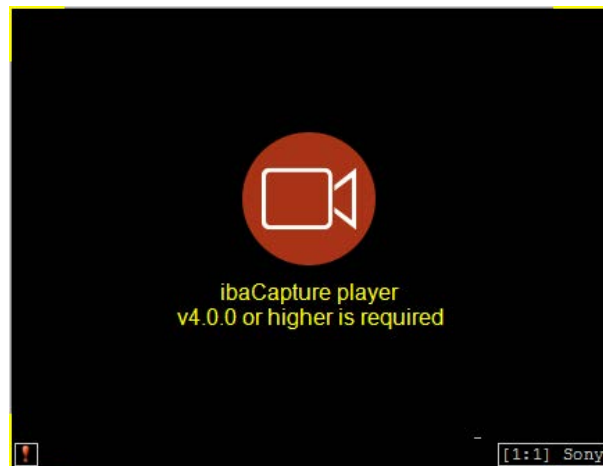 ibaCapture player
v4.0.0 or higher is required
[1:1] Sony